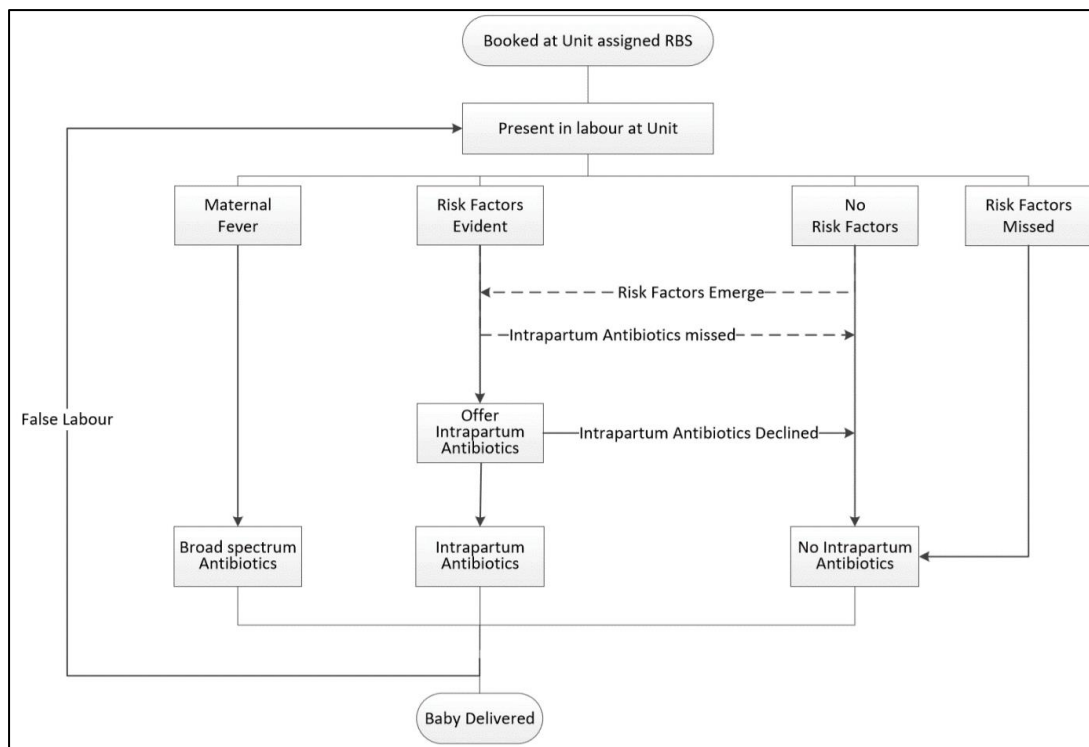 Booked at Unit assigned RBS
Present in labour at Unit
Maternal
Fever
Risk Factors
Evident
No
Risk Factors
Risk Factors
Missed
Risk Factors Emerge
Intrapartum Antibiotics missed
False Labour
Offer
Intrapartum
Antibiotics
Intrapartum Antibiotics Declined
Broad spectrum
Antibiotics
Intrapartum
Antibiotics
No Intrapartum
Antibiotics
Baby Delivered